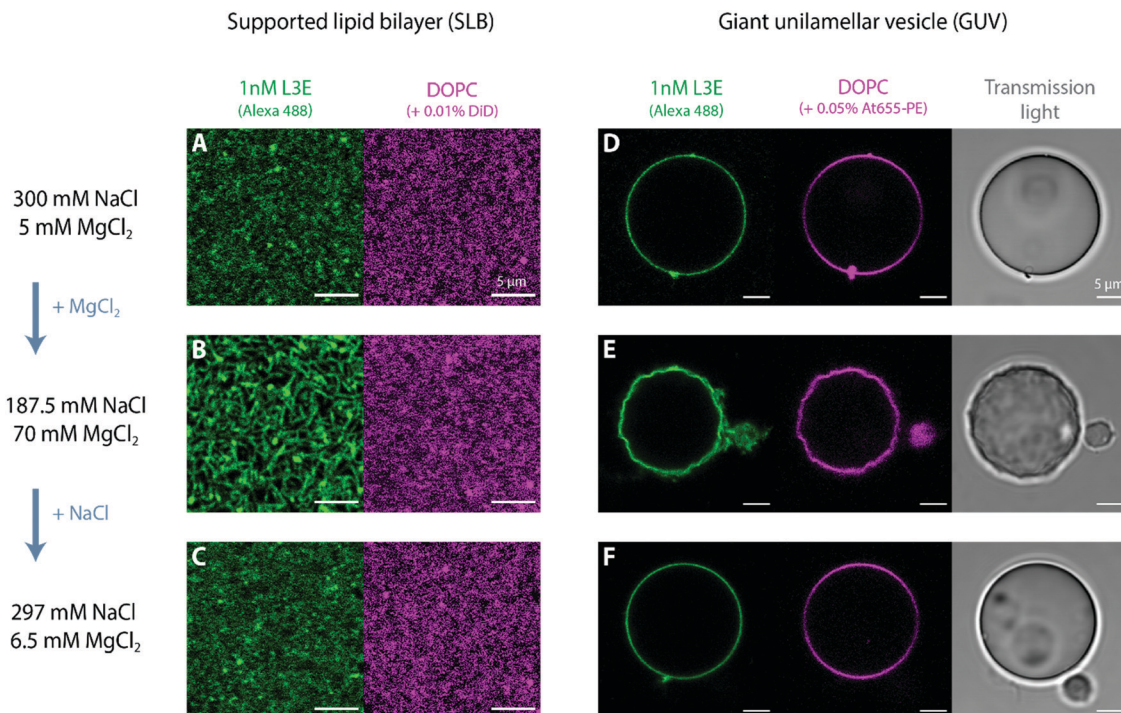 Supported lipid bilayer (SLB)
Giant unilamellar vesicle (GUV)
1nM L3E
(Alexa 488)
DOPC
(+ 0.01% DiD)
1nM L3E
(Alexa 488)
DOPC
(+ 0.05% At655-PE)
Transmission
light
A
D
300 mM NaCl
5 mM MgCl₂
5 µm
5 µm
+ MgCl₂
B
E
187.5 mM NaCl
70 mM MgCl₂
+ NaCl
C
F
297 mM NaCl
6.5 mM MgCl₂